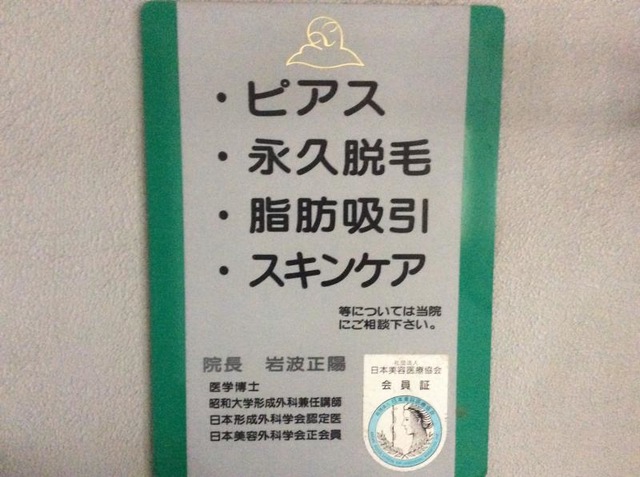 ・ピアス
・永久脱毛
・脂肪吸引
・スキンケア
等については当院
にご相談下さい。
院長 岩波正陽
医学博士
昭和大学形成外科兼任講師
日本形成外科学会認定医
日本美容外科学会正会員
社団法人
日本美容医療協会
会員証